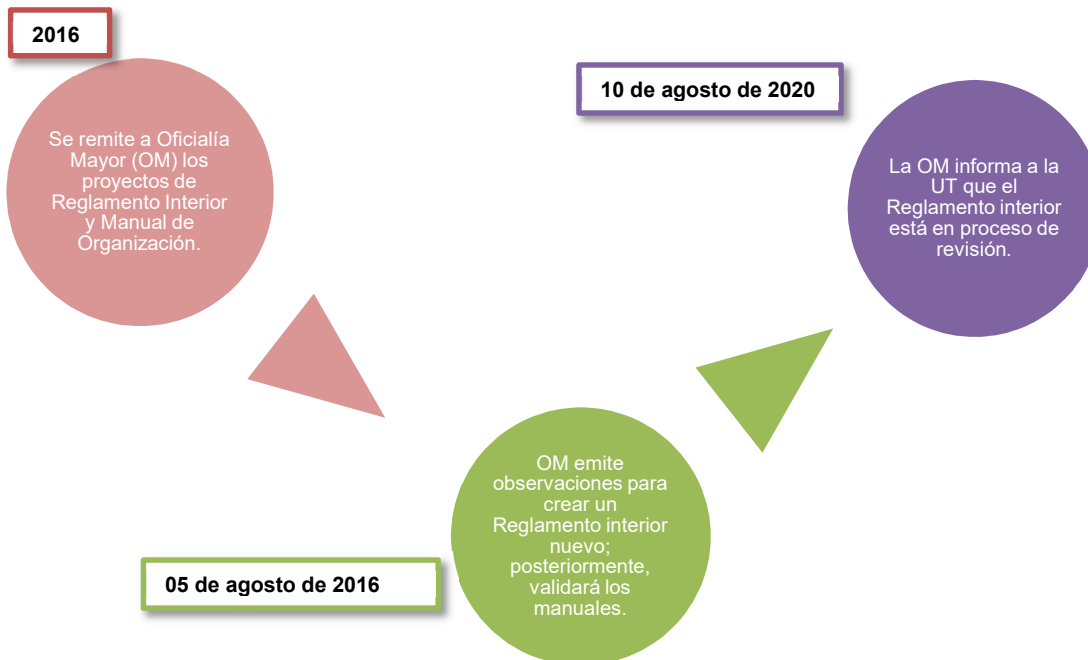 2016
Se remite a Oficialía
Mayor (OM) los
proyectos de
Reglamento Interior
y Manual de
Organización.
05 de agosto de 2016
OM emite
observaciones para
crear un
Reglamento interior
nuevo;
posteriormente,
validará los
manuales.
10 de agosto de 2020
La OM informa a la
UT que el
Reglamento interior
está en proceso de
revisión.